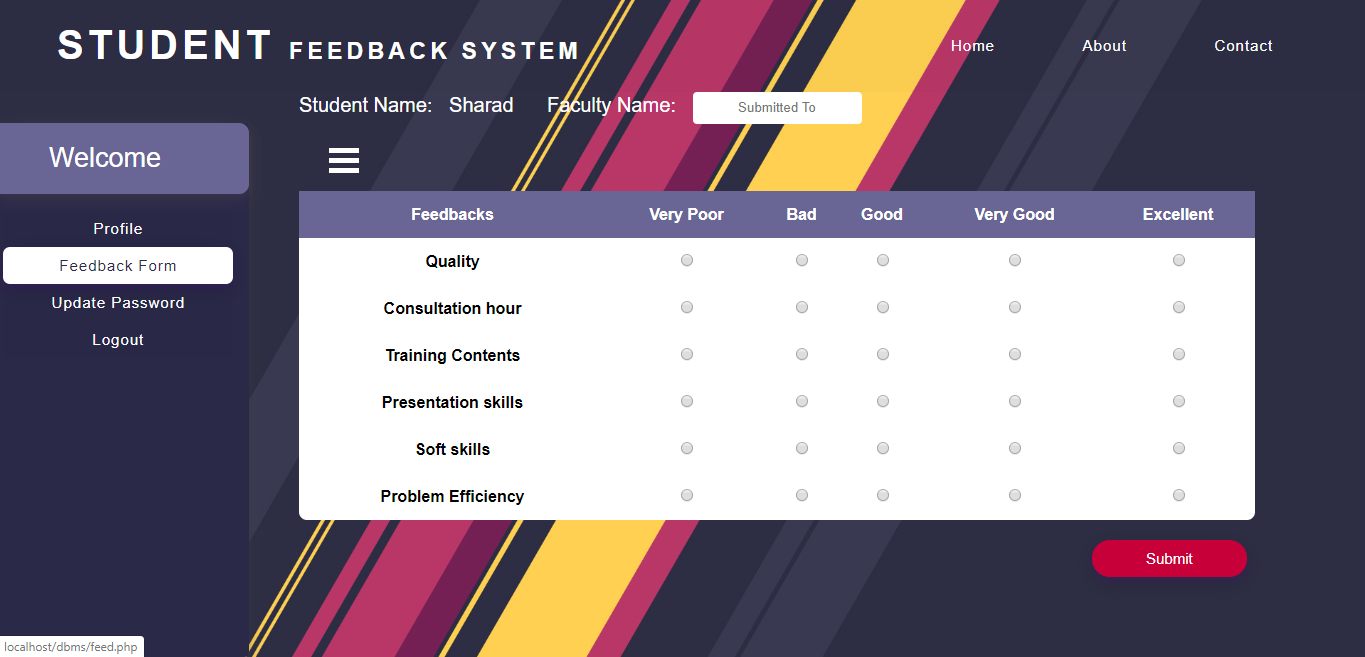 STUDENT FEEDBACK SYSTEM Home About Contact
Student Name: Sharad Faculty Name: Submitted To
Welcome
Profile
Feedback Form
Update Password
Logout
Feedbacks Very Poor Bad Good Very Good Excellent
Quality
Consultation hour
Training Contents
Presentation skills
Soft skills
Problem Efficiency
Submit
localhost/dbms/feed.php